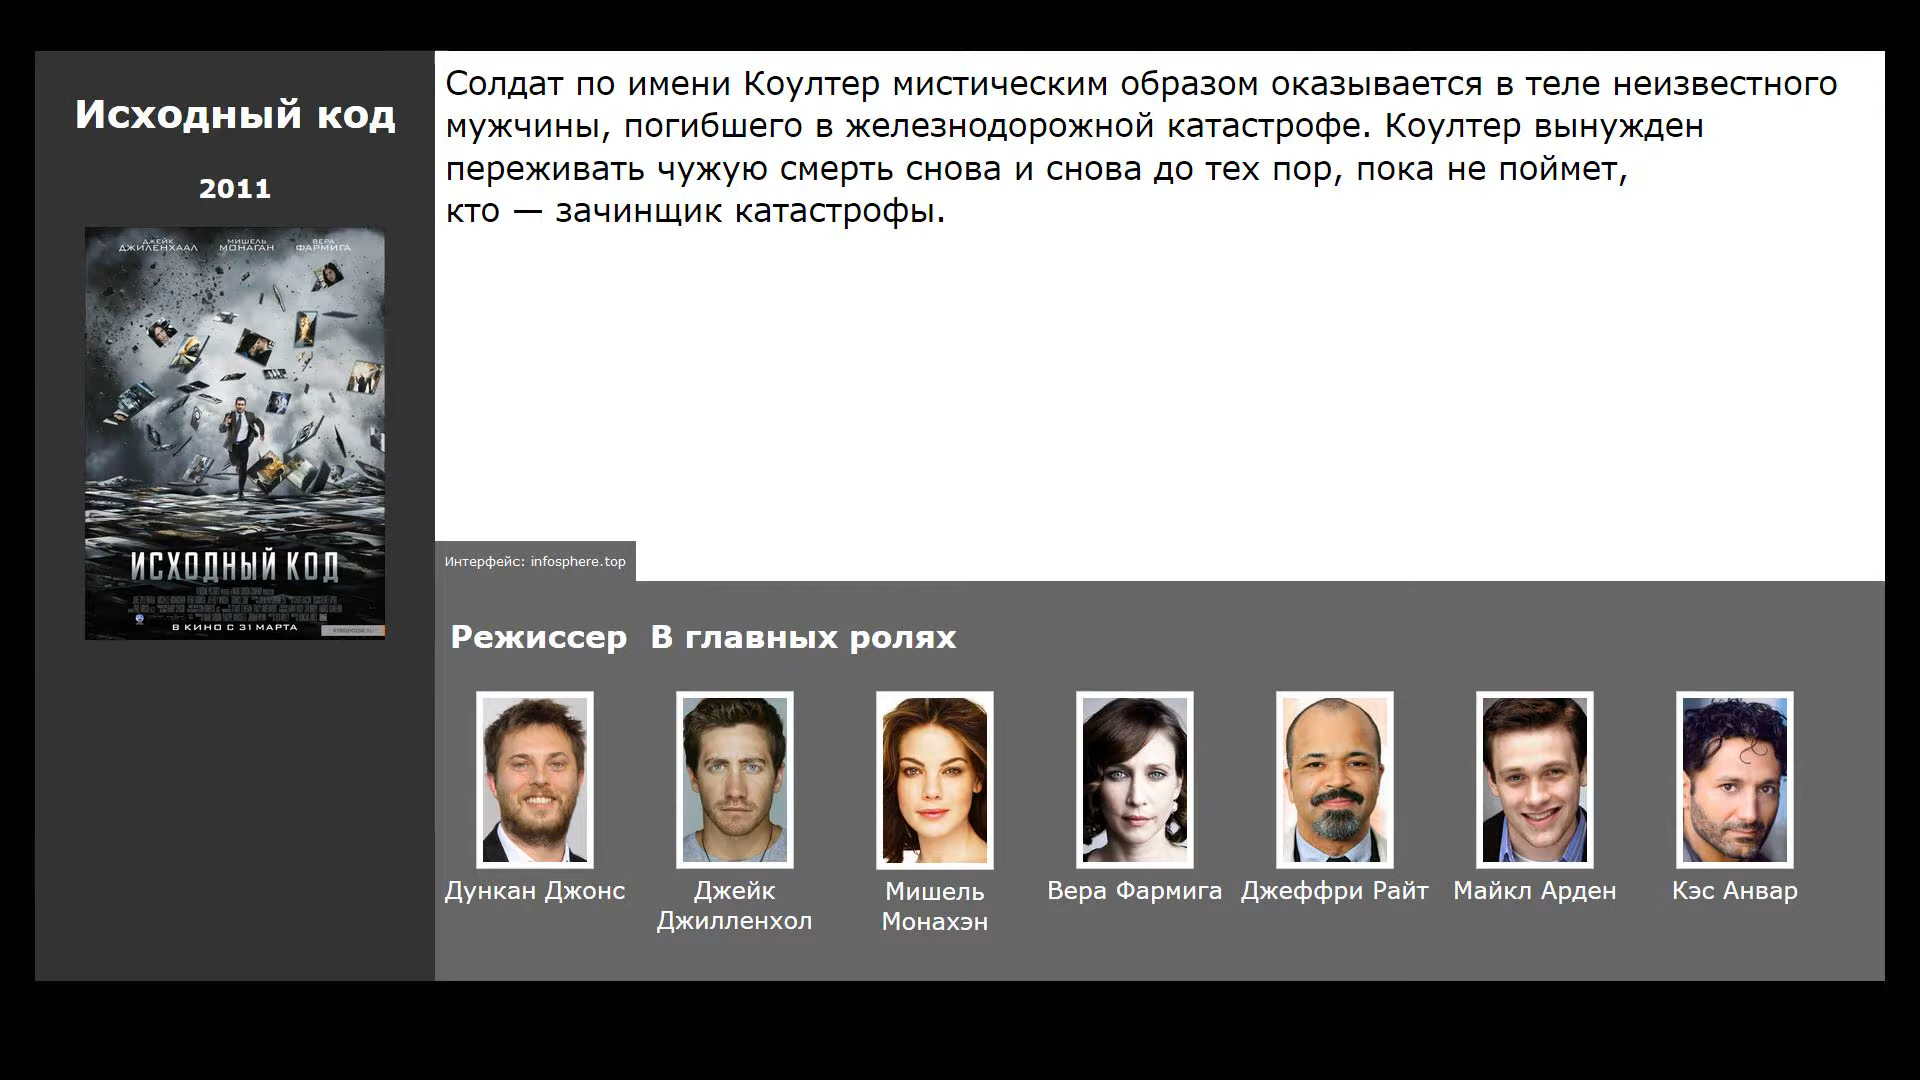 Исходный код
2011
ДЖЕЙК ДЖИЛЕНХААЛ
МИШЕЛЬ МОНАГАН
ВЕРА ФАРМИГА
ИСХОДНЫЙ КОД
В КИНО С 31 МАРТА
Солдат по имени Коултер мистическим образом оказывается в теле неизвестного
мужчины, погибшего в железнодорожной катастрофе. Коултер вынужден
переживать чужую смерть снова и снова до тех пор, пока не поймет,
кто — зачинщик катастрофы.
Интерфейс: infosphere.top
Режиссер В главных ролях
Дункан Джонс
Джейк
Джилленхол
Мишель
Монахэн
Вера Фармига
Джеффри Райт
Майкл Арден
Кэс Анвар